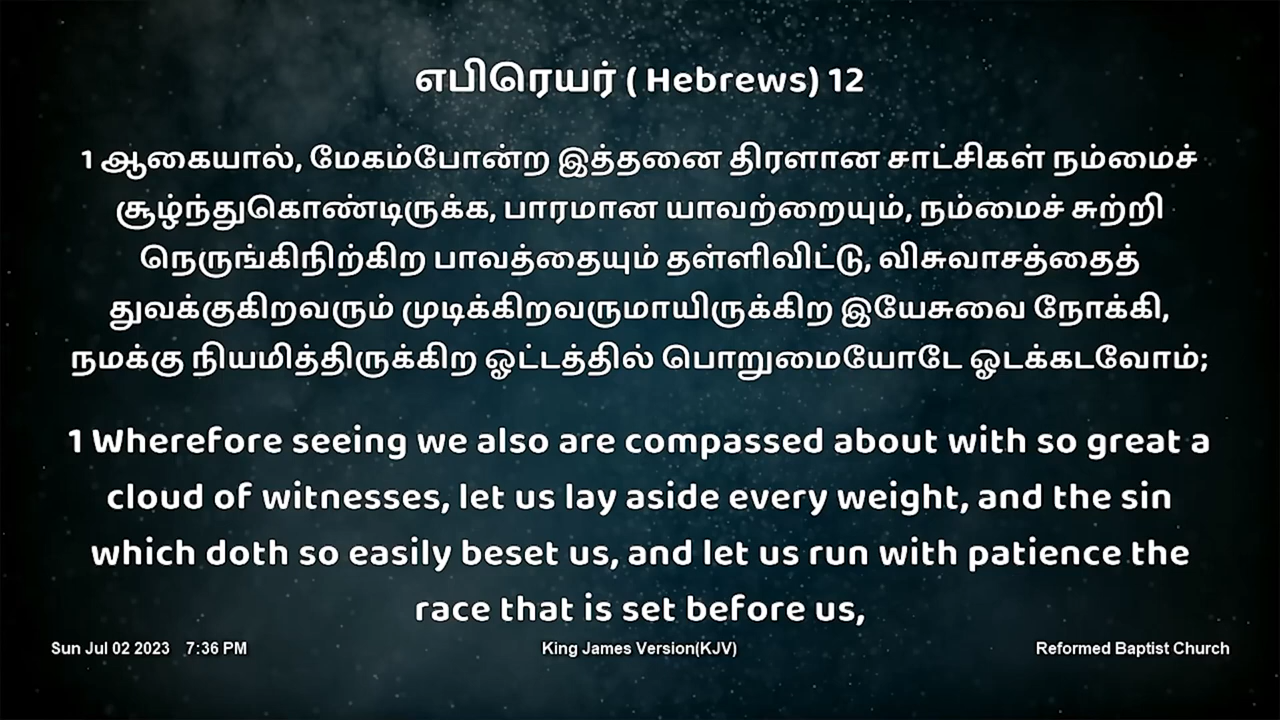 எபிரெயர் ( Hebrews) 12
1 ஆகையால், மேகம்போன்ற இத்தனை திரளான சாட்சிகள் நம்மைச்
சூழ்ந்துகொண்டிருக்க, பாரமான யாவற்றையும், நம்மைச் சுற்றி
நெருங்கிநிற்கிற பாவத்தையும் தள்ளிவிட்டு, விசுவாசத்தைத்
துவக்குகிறவரும் முடிக்கிறவருமாயிருக்கிற இயேசுவை நோக்கி,
நமக்கு நியமித்திருக்கிற ஓட்டத்தில் பொறுமையோடே ஓடக்கடவோம்;
1 Wherefore seeing we also are compassed about with so great a
cloud of witnesses, let us lay aside every weight, and the sin
which doth so easily beset us, and let us run with patience the
race that is set before us,
Sun Jul 02 2023 7:36 PM King James Version(KJV) Reformed Baptist Church